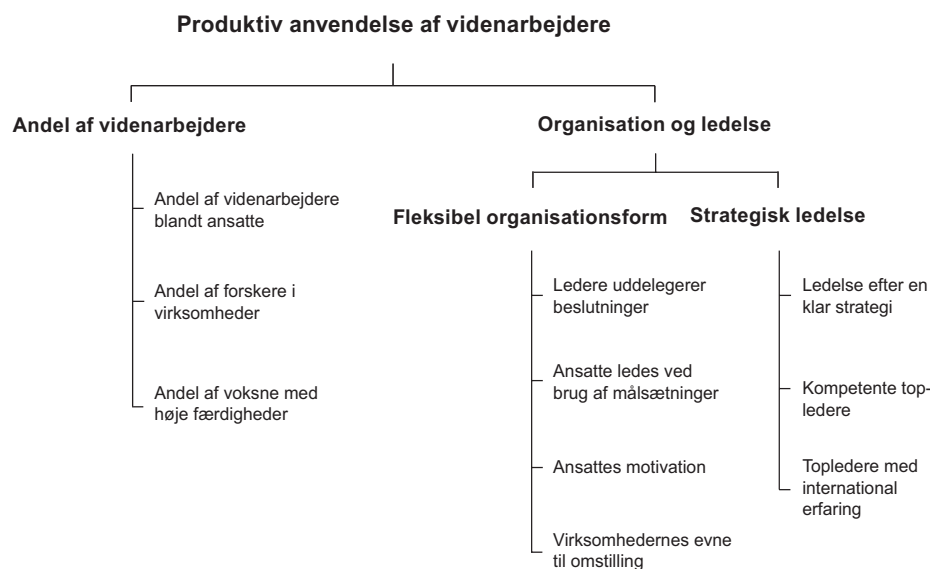 Produktiv anvendelse af videnarbejdere
Andel af videnarbejdere
Andel af videnarbejdere
blandt ansatte
Andel af forskere i
virksomheder
Andel af voksne med
høje færdigheder
Organisation og ledelse
Fleksibel organisationsform
Ledere uddelegerer
beslutninger
Ansatte ledes ved
brug af målsætninger
Ansattes motivation
Virksomhedernes evne
til omstilling
Strategisk ledelse
Ledelse efter en
klar strategi
Kompetente top-
ledere
Topledere med
international
erfaring